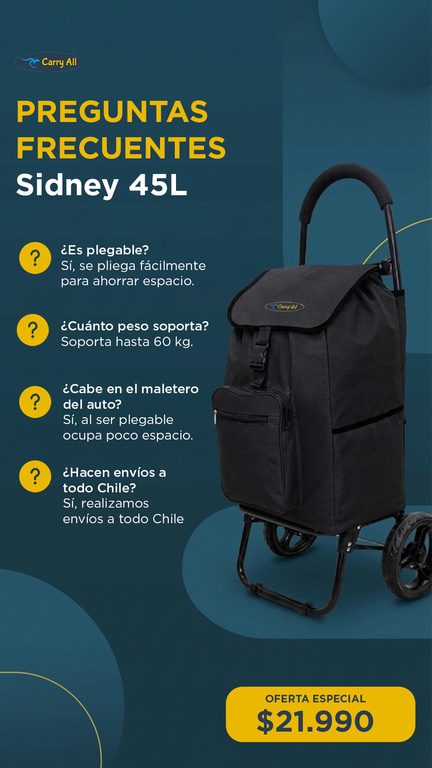 Carry All
PREGUNTAS
FRECUENTES
Sidney 45L
¿Es plegable?
Sí, se pliega fácilmente
para ahorrar espacio.
¿Cuánto peso soporta?
Soporta hasta 60 kg.
¿Cabe en el maletero
del auto?
Sí, al ser plegable
ocupa poco espacio.
¿Hacen envíos a
todo Chile?
Sí, realizamos
envíos a todo Chile
Carry All
OFERTA ESPECIAL
$21.990